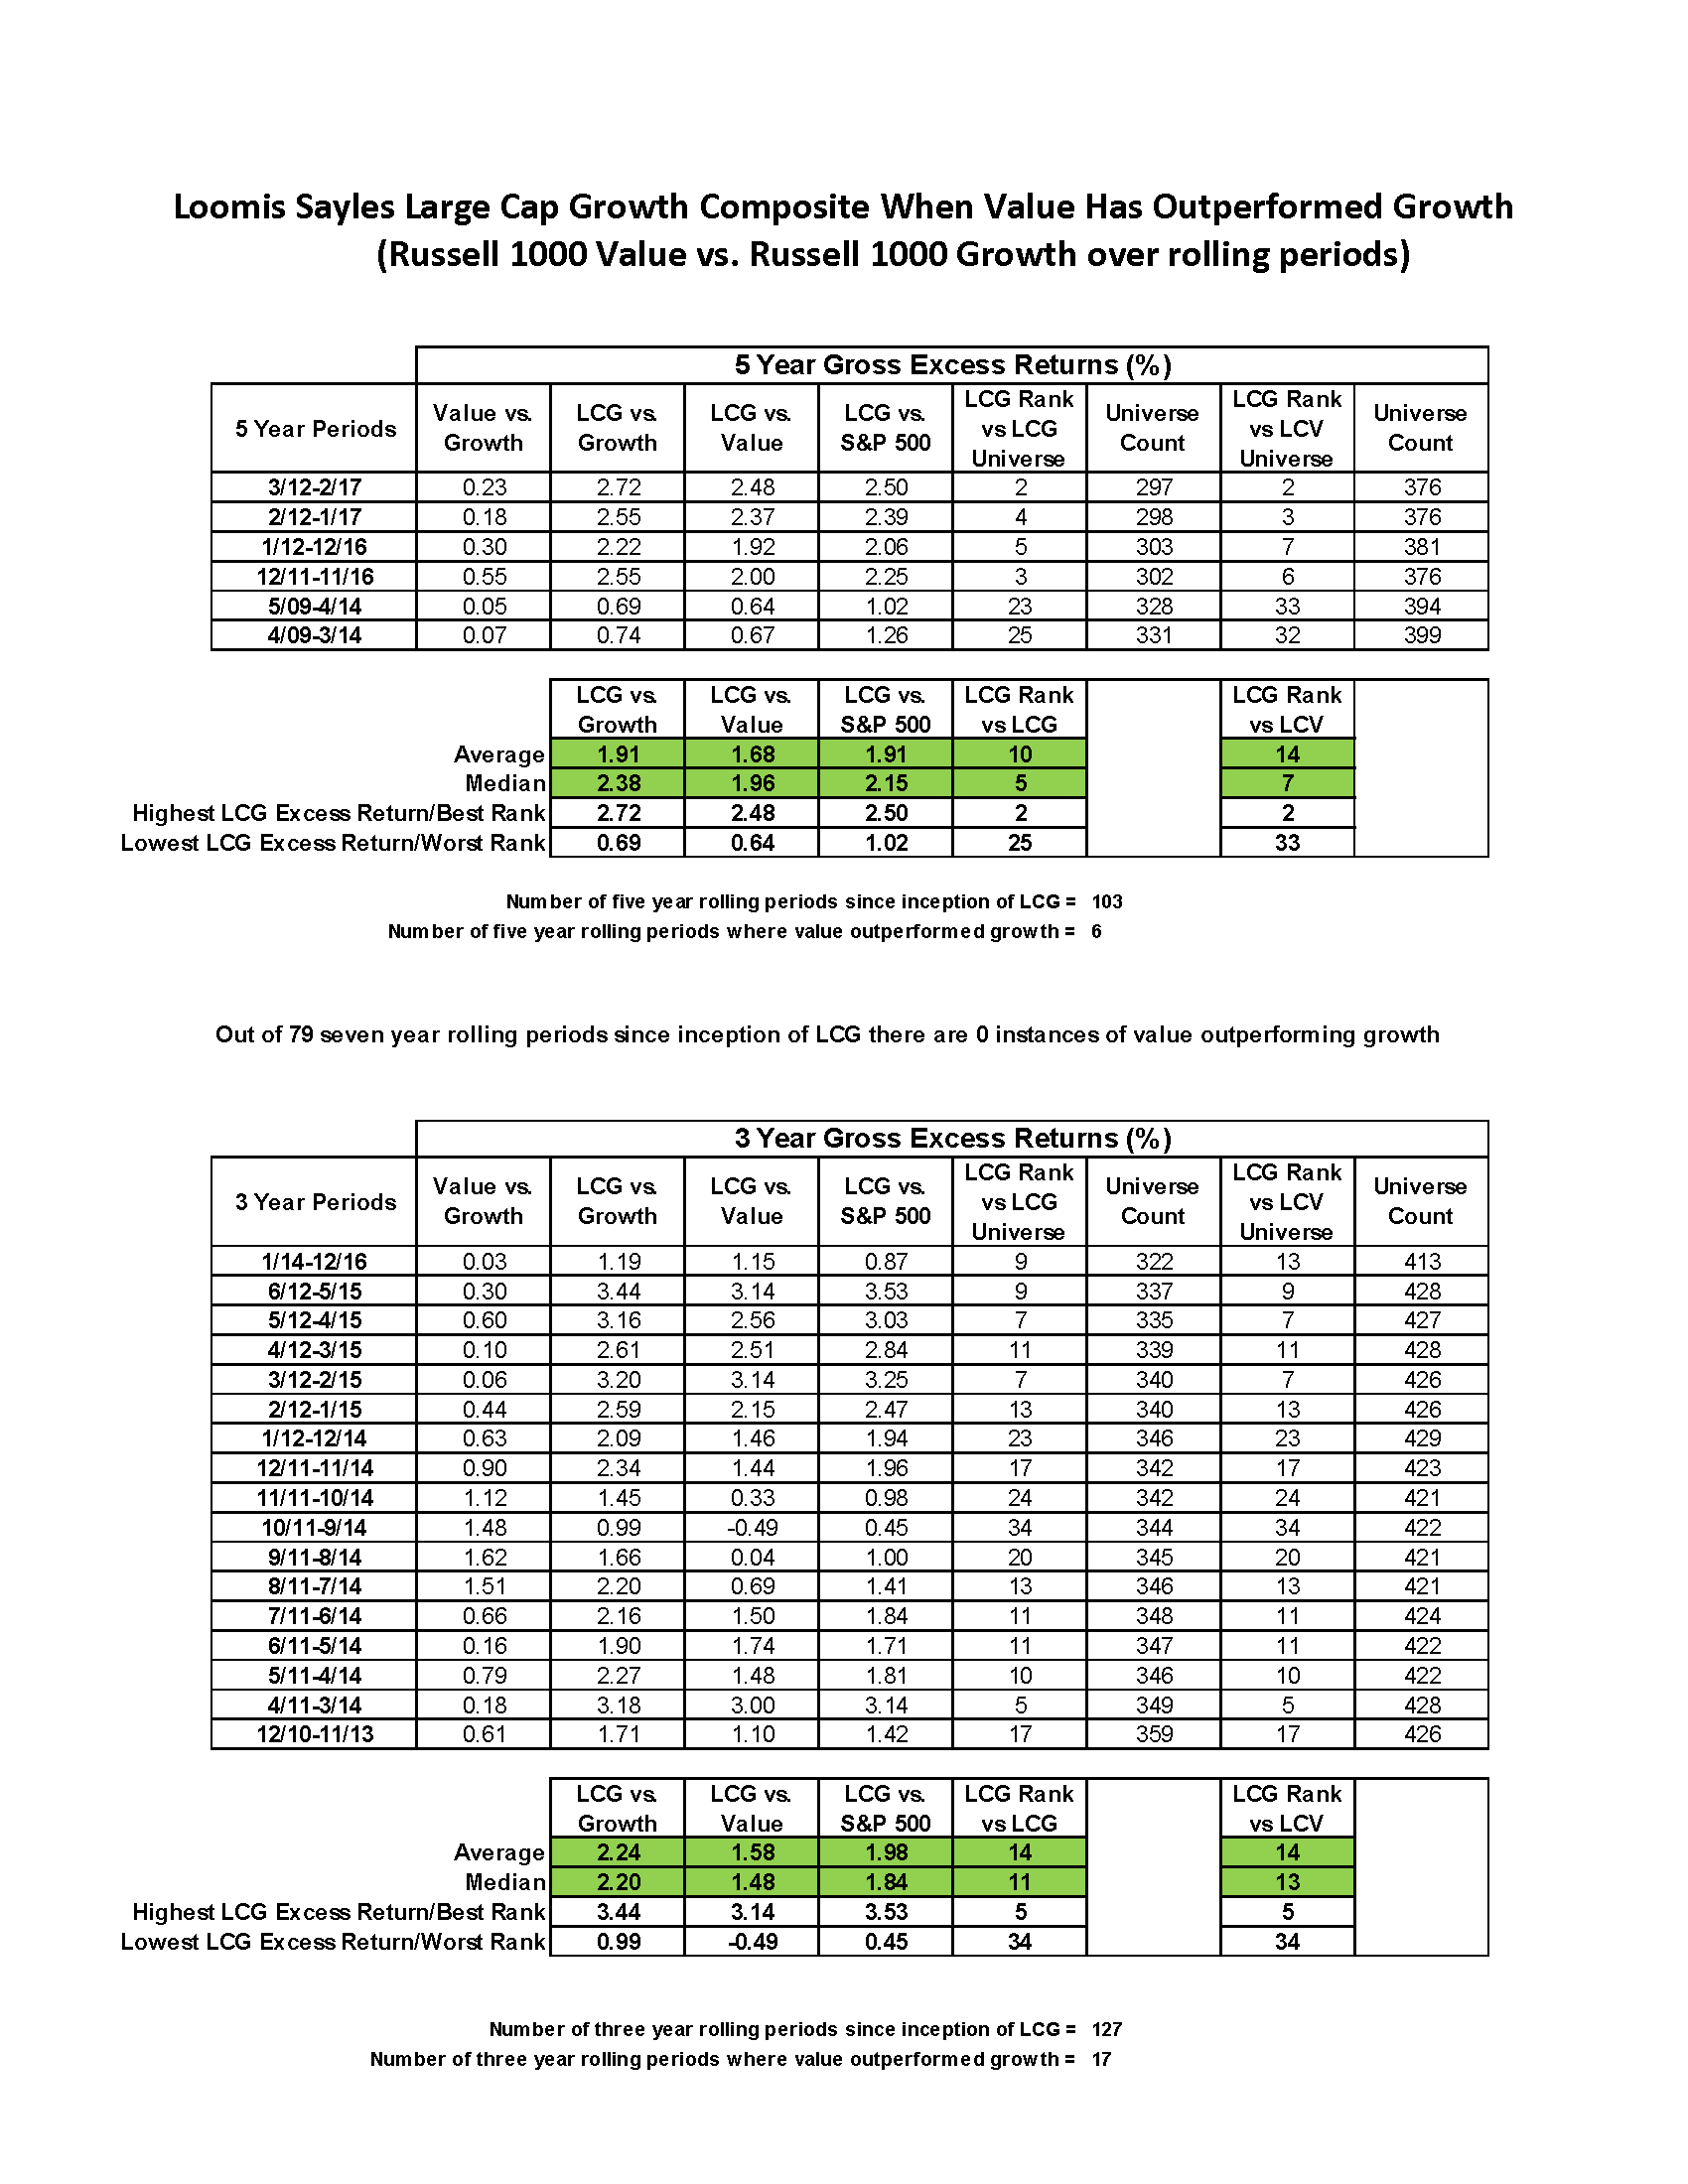 Loomis Sayles Large Cap Growth Composite When Value Has Outperformed Growth
(Russell 1000 Value vs. Russell 1000 Growth over rolling periods)
5 Year Gross Excess Returns (%)
5 Year Periods Value vs. Growth LCG vs. Growth LCG vs. Value LCG vs. S&P 500 LCG Rank vs LCG Universe Universe Count LCG Rank vs LCV Universe Universe Count
3/12-2/17 0.23 2.72 2.48 2.50 2 297 2 376
2/12-1/17 0.18 2.55 2.37 2.39 4 298 3 376
1/12-12/16 0.30 2.22 1.92 2.06 5 303 7 381
12/11-11/16 0.55 2.55 2.00 2.25 3 302 6 376
5/09-4/14 0.05 0.69 0.64 1.02 23 328 33 394
4/09-3/14 0.07 0.74 0.67 1.26 25 331 32 399
LCG vs. Growth LCG vs. Value LCG vs. S&P 500 LCG Rank vs LCG LCG Rank vs LCV
Average 1.91 1.68 1.91 10 14
Median 2.38 1.96 2.15 5 7
Highest LCG Excess Return/Best Rank 2.72 2.48 2.50 2 2
Lowest LCG Excess Return/Worst Rank 0.69 0.64 1.02 25 33
Number of five year rolling periods since inception of LCG = 103
Number of five year rolling periods where value outperformed growth = 6
Out of 79 seven year rolling periods since inception of LCG there are 0 instances of value outperforming growth
3 Year Gross Excess Returns (%)
3 Year Periods Value vs. Growth LCG vs. Growth LCG vs. Value LCG vs. S&P 500 LCG Rank vs LCG Universe Universe Count LCG Rank vs LCV Universe Universe Count
1/14-12/16 0.03 1.19 1.15 0.87 9 322 13 413
6/12-5/15 0.30 3.44 3.14 3.53 9 337 9 428
5/12-4/15 0.60 3.16 2.56 3.03 7 335 7 427
4/12-3/15 0.10 2.61 2.51 2.84 11 339 11 428
3/12-2/15 0.06 3.20 3.14 3.25 7 340 7 426
2/12-1/15 0.44 2.59 2.15 2.47 13 340 13 426
1/12-12/14 0.63 2.09 1.46 1.94 23 346 23 429
12/11-11/14 0.90 2.34 1.44 1.96 17 342 17 423
11/11-10/14 1.12 1.45 0.33 0.98 24 342 24 421
10/11-9/14 1.48 0.99 -0.49 0.45 34 344 34 422
9/11-8/14 1.62 1.66 0.04 1.00 20 345 20 421
8/11-7/14 1.51 2.20 0.69 1.41 13 346 13 421
7/11-6/14 0.66 2.16 1.50 1.84 11 348 11 424
6/11-5/14 0.16 1.90 1.74 1.71 11 347 11 422
5/11-4/14 0.79 2.27 1.48 1.81 10 346 10 422
4/11-3/14 0.18 3.18 3.00 3.14 5 349 5 428
12/10-11/13 0.61 1.71 1.10 1.42 17 359 17 426
LCG vs. Growth LCG vs. Value LCG vs. S&P 500 LCG Rank vs LCG LCG Rank vs LCV
Average 2.24 1.58 1.98 14 14
Median 2.20 1.48 1.84 11 13
Highest LCG Excess Return/Best Rank 3.44 3.14 3.53 5 5
Lowest LCG Excess Return/Worst Rank 0.99 -0.49 0.45 34 34
Number of three year rolling periods since inception of LCG = 127
Number of three year rolling periods where value outperformed growth = 17